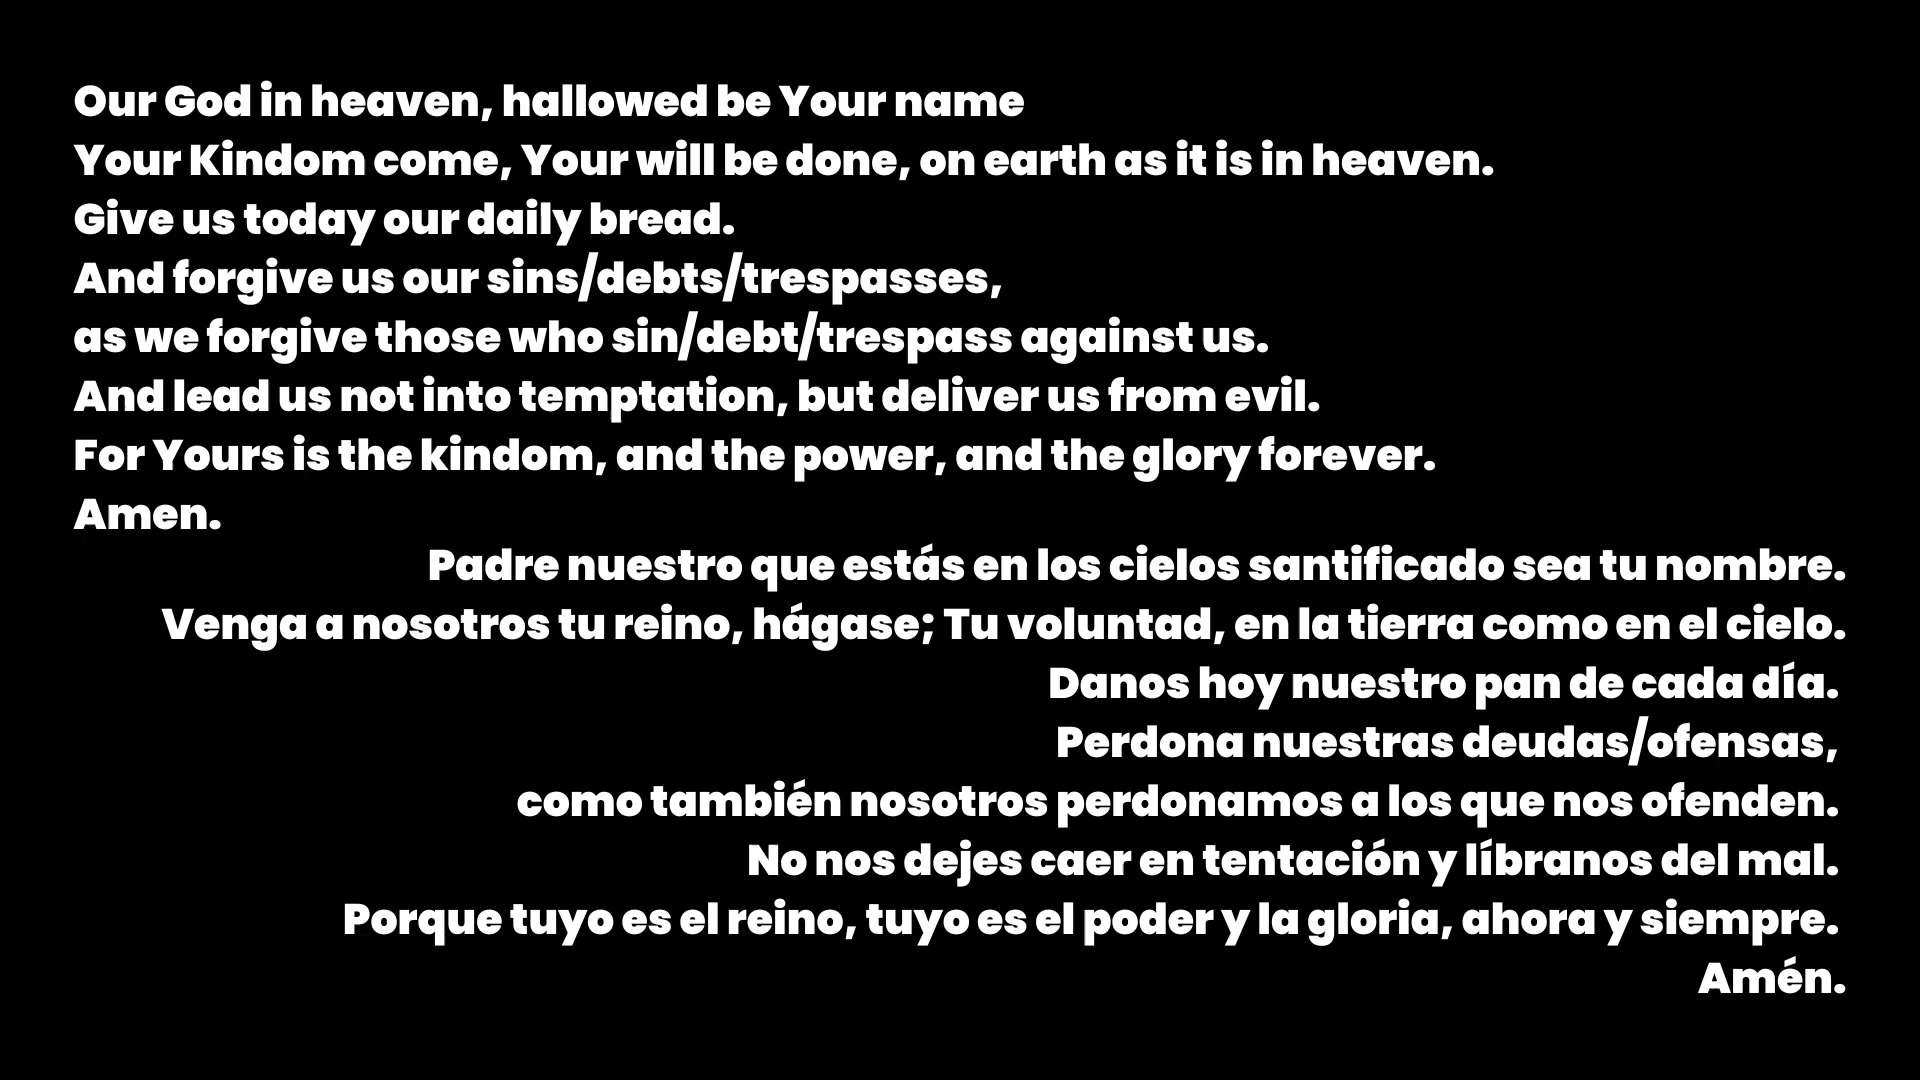 Our God in heaven, hallowed be Your name
Your Kindom come, Your will be done, on earth as it is in heaven.
Give us today our daily bread.
And forgive us our sins/debts/trespasses,
as we forgive those who sin/debt/trespass against us.
And lead us not into temptation, but deliver us from evil.
For Yours is the kindom, and the power, and the glory forever.
Amen.
Padre nuestro que estás en los cielos santificado sea tu nombre.
Venga a nosotros tu reino, hágase; Tu voluntad, en la tierra como en el cielo.
Danos hoy nuestro pan de cada día.
Perdona nuestras deudas/ofensas,
como también nosotros perdonamos a los que nos ofenden.
No nos dejes caer en tentación y líbranos del mal.
Porque tuyo es el reino, tuyo es el poder y la gloria, ahora y siempre.
Amén.